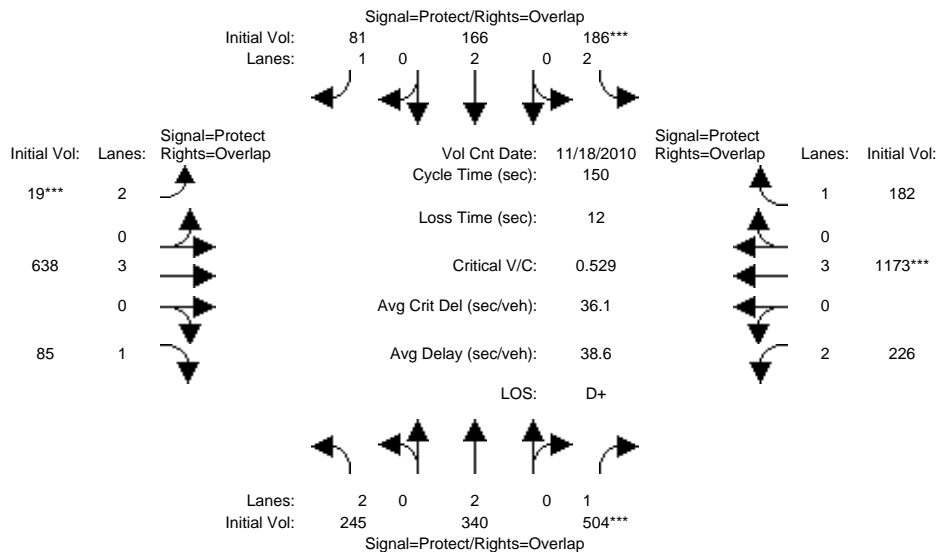 Signal=Protect/Rights=Overlap
Initial Vol: 81 166 186***
Lanes: 1 0 2 0 2
Signal=Protect
Initial Vol: Lanes: Rights=Overlap
Vol Cnt Date: 11/18/2010
Signal=Protect
Rights=Overlap Lanes: Initial Vol:
Cycle Time (sec): 150
19*** 2
1 182
Loss Time (sec): 12
0
0
638 3
Critical V/C: 0.529
3 1173***
0
Avg Crit Del (sec/veh): 36.1
0
85 1
Avg Delay (sec/veh): 38.6
2 226
LOS: D+
Lanes: 2 0 2 0 1
Initial Vol: 245 340 504***
Signal=Protect/Rights=Overlap